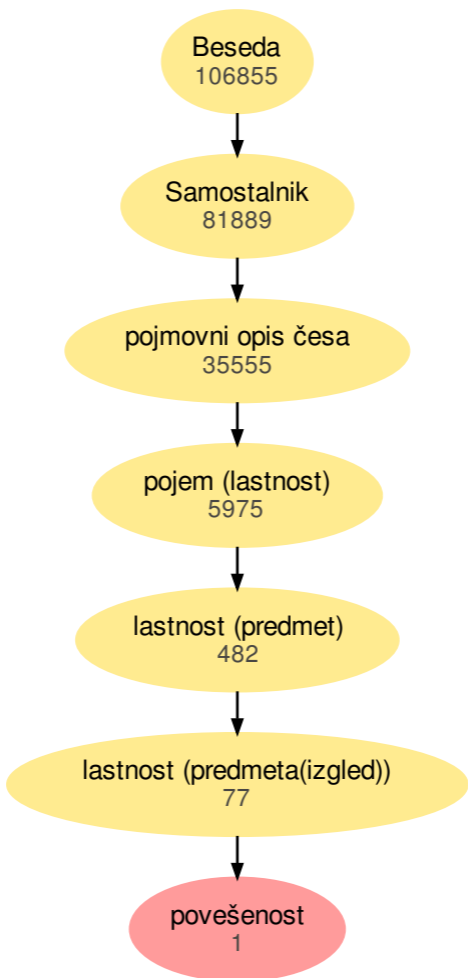 Beseda
106855
Samostalnik
81889
pojmovni opis česa
35555
pojem (lastnost)
5975
lastnost (predmet)
482
lastnost (predmeta(izgled))
77
povešenost
1